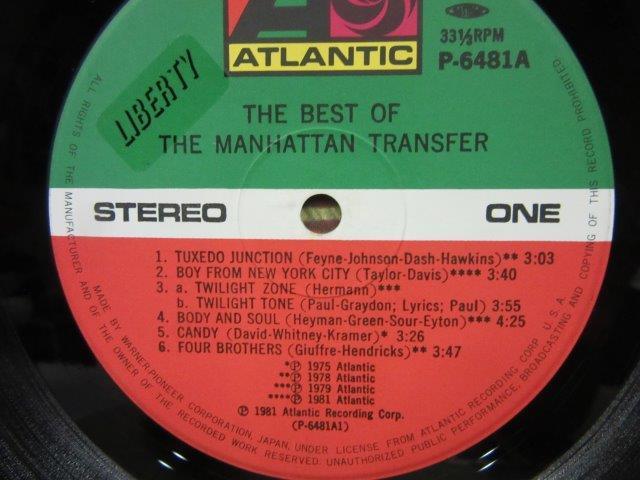 ATLANTIC
33⅓RPM
P-6481A
LIBERTY
THE BEST OF
THE MANHATTAN TRANSFER
STEREO
ONE
1. TUXEDO JUNCTION (Feyne-Johnson-Dash-Hawkins)** 3:03
2. BOY FROM NEW YORK CITY (Taylor-Davis)**** 3:40
3. a. TWILIGHT ZONE (Hermann)***
b. TWILIGHT TONE (Paul-Graydon; Lyrics; Paul) 3:55
4. BODY AND SOUL (Heyman-Green-Sour-Eyton)*** 4:25
5. CANDY (David-Whitney-Kramer)* 3:26
6. FOUR BROTHERS (Giuffre-Hendricks)** 3:47
*Ⓟ 1975 Atlantic
**Ⓟ 1978 Atlantic
***Ⓟ 1979 Atlantic
****Ⓟ 1981 Atlantic
Ⓟ 1981 Atlantic Recording Corp.
(P-6481A1)
MADE BY WARNER-PIONEER CORPORATION, JAPAN, UNDER LICENSE FROM ATLANTIC RECORDING CORP. U.S.A.
ALL RIGHTS OF THE MANUFACTURER AND OF THE OWNER OF THE RECORDED WORK RESERVED. UNAUTHORIZED PUBLIC PERFORMANCE, BROADCASTING AND COPYING OF THIS RECORD PROHIBITED.